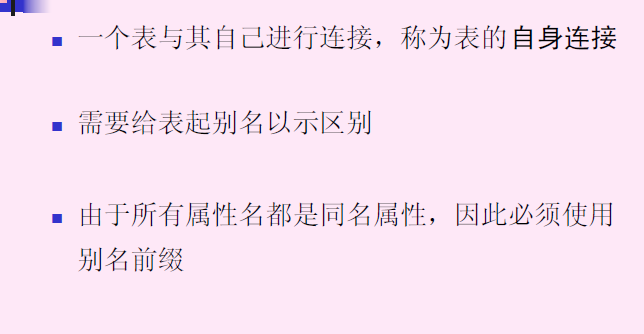 一个表与其自己进行连接，称为表的自身连接
需要给表起别名以示区别
由于所有属性名都是同名属性，因此必须使用
别名前缀